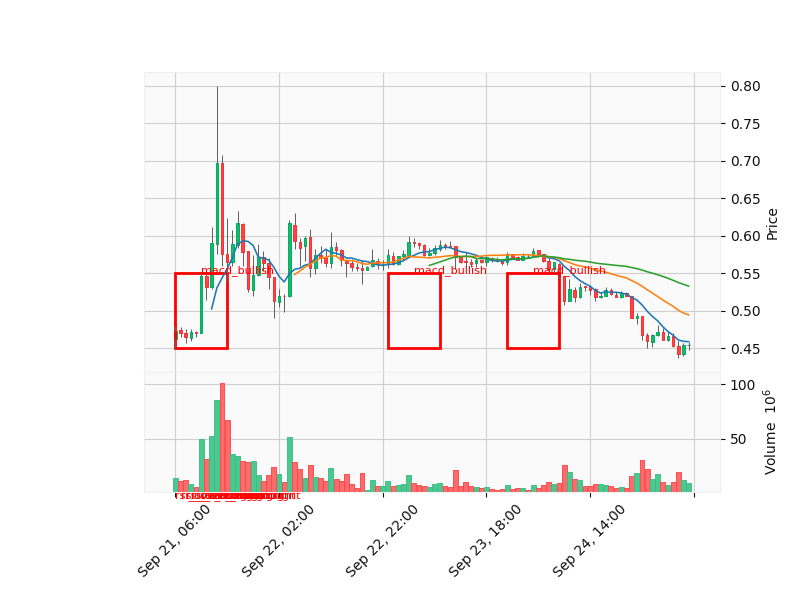 0.80
0.75
0.70
0.65
0.60
0.55
0.50
0.45
Price
macd_bullish
macd_bullish
macd_bullish
100
50
Volume 10⁶
Sep 21, 06:00
Sep 22, 02:00
Sep 22, 22:00
Sep 23, 18:00
Sep 24, 14:00